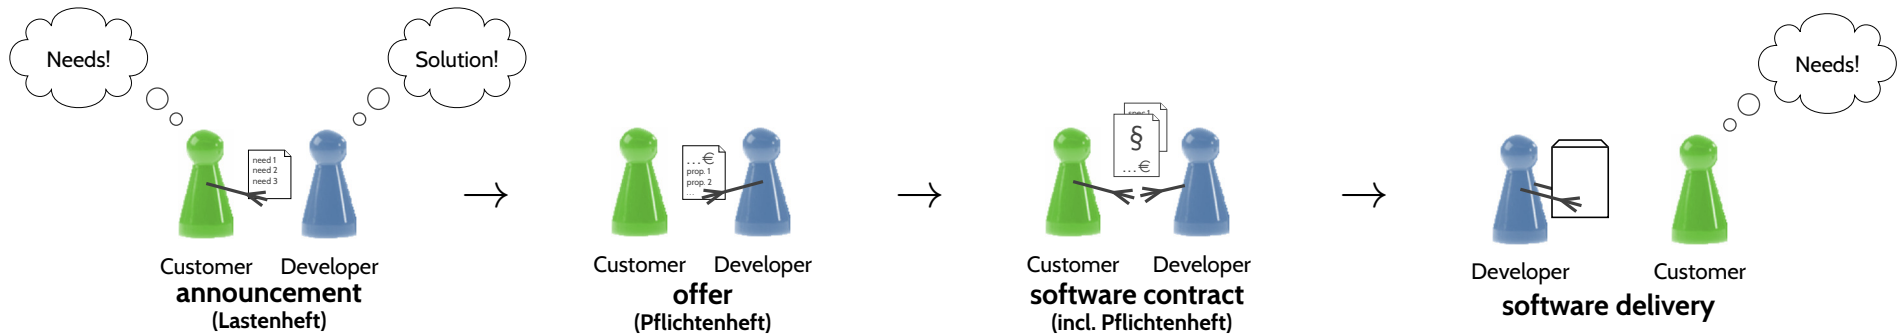 Needs!
Solution!
need 1
need 2
need 3
Customer
Developer
announcement
(Lastenheft)
→
...€
prop. 1
prop. 2
...
Customer
Developer
offer
(Pflichtenheft)
→
§
...€
Customer
Developer
software contract
(incl. Pflichtenheft)
→
Needs!
Developer
Customer
software delivery